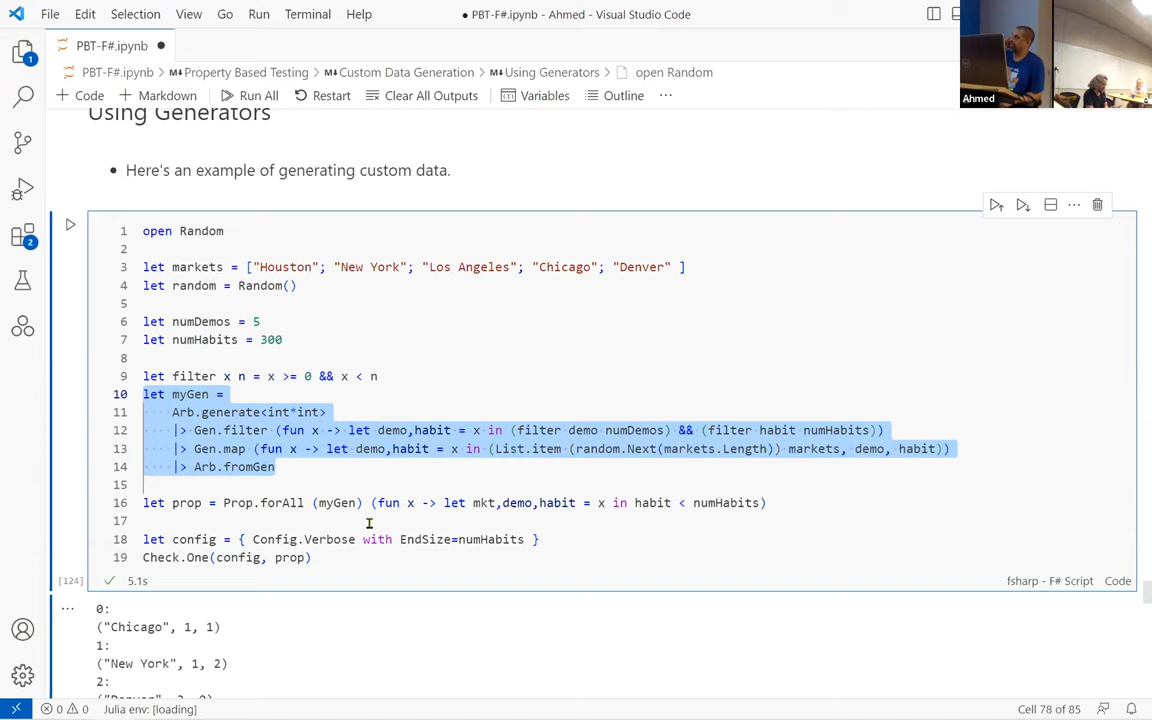 File Edit Selection View Go Run Terminal Help
● PBT-F#.ipynb - Ahmed - Visual Studio Code
PBT-F#.ipynb ●
PBT-F#.ipynb > M↓ Property Based Testing > M↓ Custom Data Generation > M↓ Using Generators > open Random
+ Code + Markdown Run All Restart Clear All Outputs Variables Outline ...
Ahmed
Using Generators
• Here's an example of generating custom data.
1 open Random
2
3 let markets = ["Houston"; "New York"; "Los Angeles"; "Chicago"; "Denver" ]
4 let random = Random()
5
6 let numDemos = 5
7 let numHabits = 300
8
9 let filter x n = x >= 0 && x < n
10 let myGen =
11 Arb.generate<int*int>
12 |> Gen.filter (fun x -> let demo,habit = x in (filter demo numDemos) && (filter habit numHabits))
13 |> Gen.map (fun x -> let demo,habit = x in (List.item (random.Next(markets.Length)) markets, demo, habit))
14 |> Arb.fromGen
15
16 let prop = Prop.forAll (myGen) (fun x -> let mkt,demo,habit = x in habit < numHabits)
17
18 let config = { Config.Verbose with EndSize=numHabits }
19 Check.One(config, prop)
[124] ✓ 5.1s fsharp - F# Script Code
... 0:
("Chicago", 1, 1)
1:
("New York", 1, 2)
2:
0 0 Julia env: [loading] Cell 78 of 85